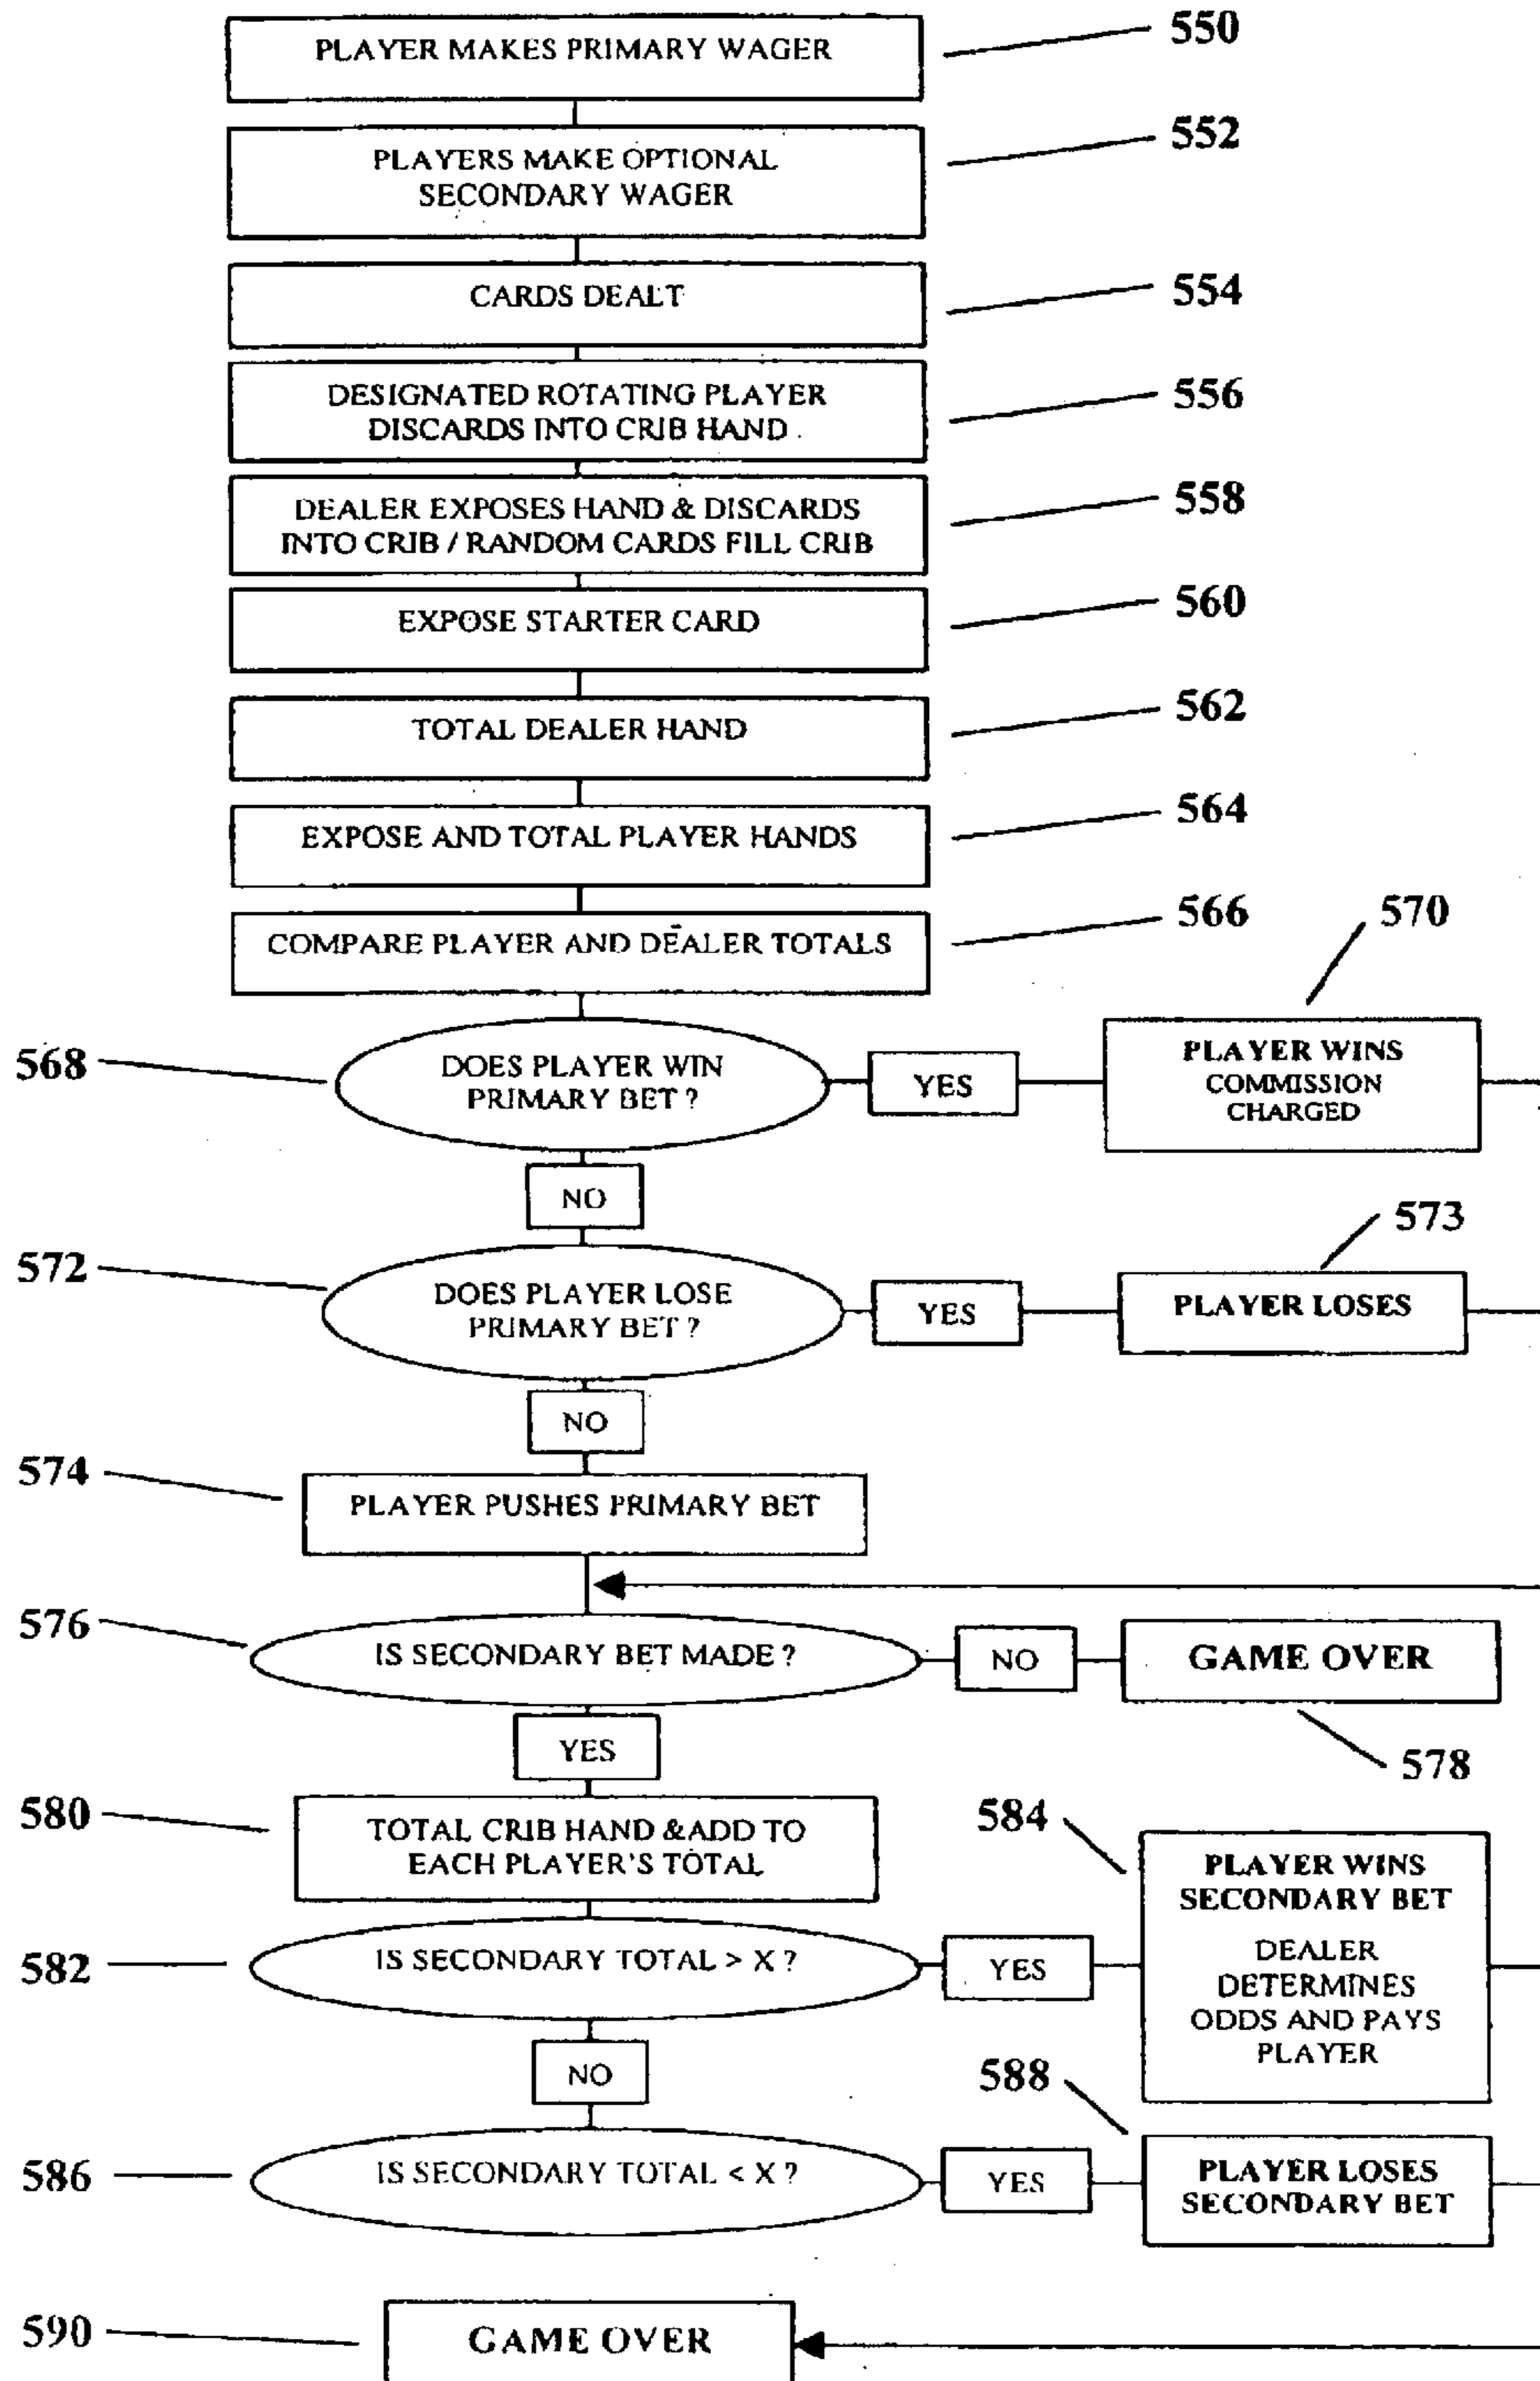 PLAYER MAKES PRIMARY WAGER
550
PLAYERS MAKE OPTIONAL
SECONDARY WAGER
552
CARDS DEALT
554
DESIGNATED ROTATING PLAYER
DISCARDS INTO CRIB HAND
556
DEALER EXPOSES HAND & DISCARDS
INTO CRIB / RANDOM CARDS FILL CRIB
558
EXPOSE STARTER CARD
560
TOTAL DEALER HAND
562
EXPOSE AND TOTAL PLAYER HANDS
564
COMPARE PLAYER AND DEALER TOTALS
566
570
568
DOES PLAYER WIN
PRIMARY BET ?
YES
PLAYER WINS
COMMISSION
CHARGED
NO
573
572
DOES PLAYER LOSE
PRIMARY BET ?
YES
PLAYER LOSES
NO
574
PLAYER PUSHES PRIMARY BET
576
IS SECONDARY BET MADE ?
NO
GAME OVER
578
YES
580
TOTAL CRIB HAND &ADD TO
EACH PLAYER'S TOTAL
584
PLAYER WINS
SECONDARY BET
DEALER
DETERMINES
ODDS AND PAYS
PLAYER
582
IS SECONDARY TOTAL > X ?
YES
NO
588
586
IS SECONDARY TOTAL < X ?
YES
PLAYER LOSES
SECONDARY BET
590
GAME OVER